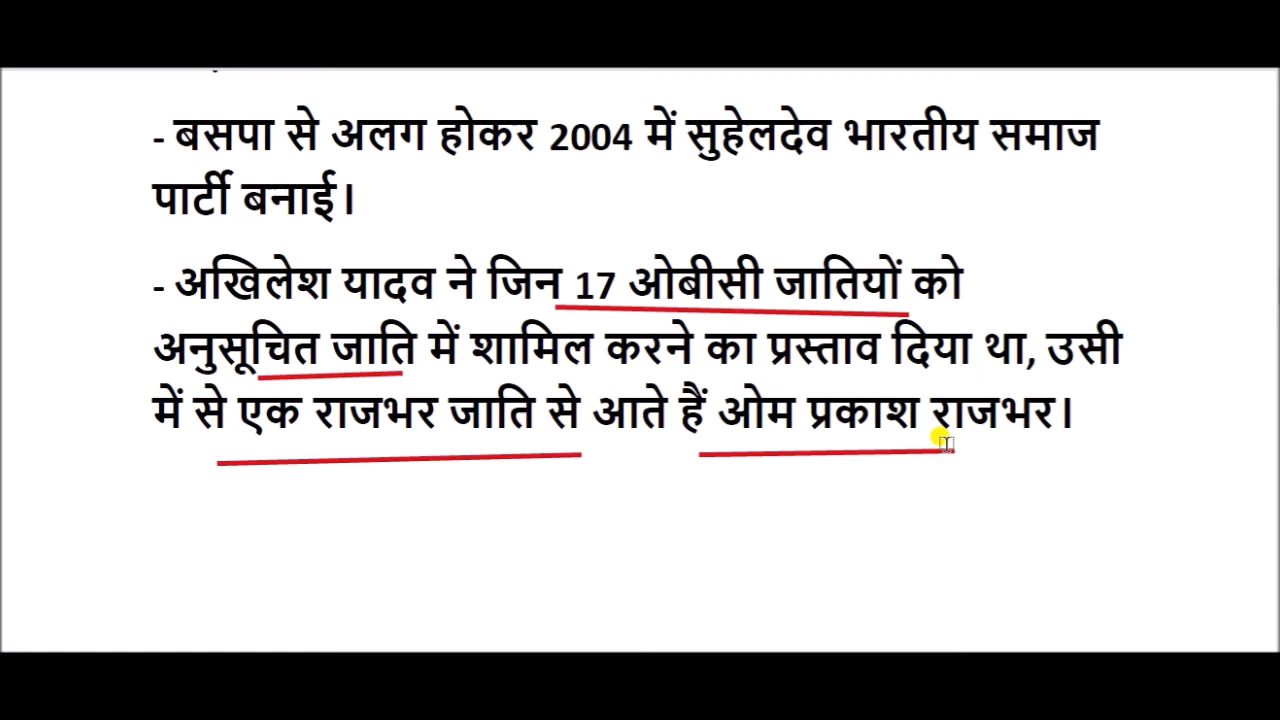 - बसपा से अलग होकर 2004 में सुहेलदेव भारतीय समाज
पार्टी बनाई।
- अखिलेश यादव ने जिन 17 ओबीसी जातियों को
अनुसूचित जाति में शामिल करने का प्रस्ताव दिया था, उसी
में से एक राजभर जाति से आते हैं ओम प्रकाश राजभर।